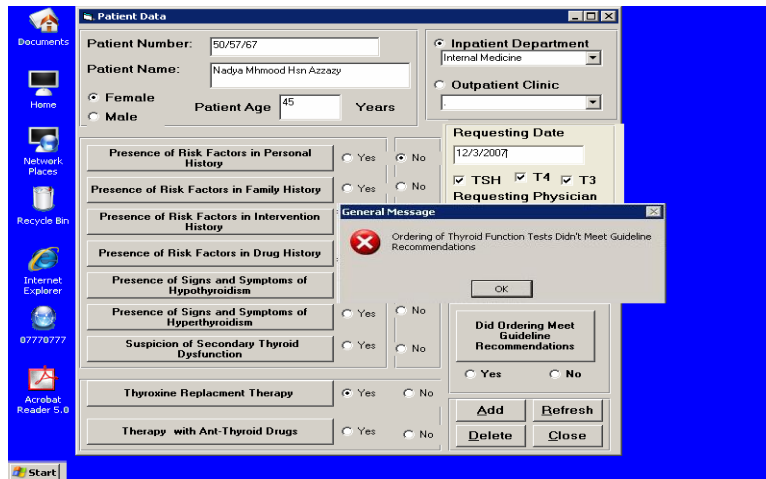 Patient Data
Documents
Home
Network
Places
Recycle Bin
Internet
Explorer
07770777
Acrobat
Reader 5.0
Start
Patient Number: 50/57/67
Patient Name: Nadya Mhmood Hsn Azzazy
Female
Male
Patient Age 45 Years
Inpatient Department
Internal Medicine
Outpatient Clinic
.
Presence of Risk Factors in Personal
History
Yes No
Presence of Risk Factors in Family History
Yes No
Presence of Risk Factors in Intervention
History
Presence of Risk Factors in Drug History
Presence of Signs and Symptoms of
Hypothyroidism
Presence of Signs and Symptoms of
Hyperthyroidism
Yes No
Suspicion of Secondary Thyroid
Dysfunction
Yes No
Thyroxine Replacment Therapy
Yes No
Therapy with Ant-Thyroid Drugs
Yes No
Requesting Date
12/3/2007
TSH T4 T3
Requesting Physician
General Message
Ordering of Thyroid Function Tests Didn't Meet Guideline
Recommendations
OK
Did Ordering Meet
Guideline
Recommendations
Yes No
Add Refresh
Delete Close